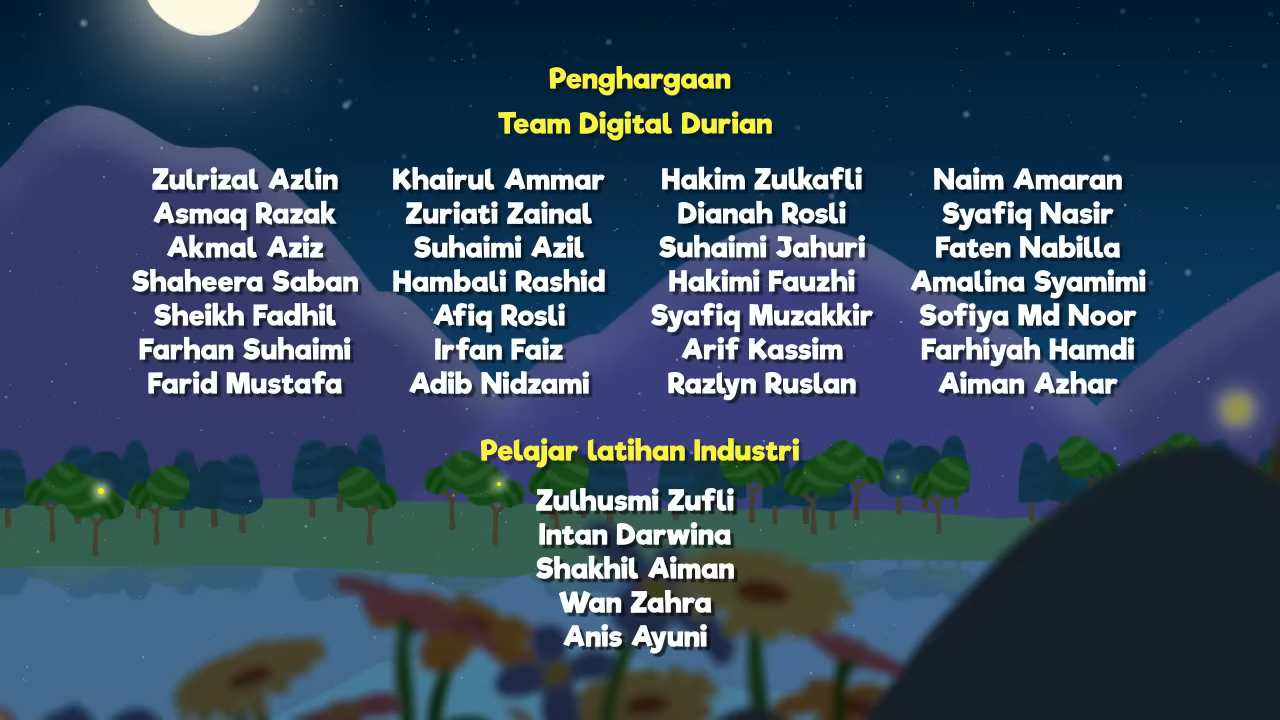 Penghargaan
Team Digital Durian
Zulrizal Azlin Khairul Ammar Hakim Zulkafli Naim Amaran
Asmaq Razak Zuriati Zainal Dianah Rosli Syafiq Nasir
Akmal Aziz Suhaimi Azil Suhaimi Jahuri Faten Nabilla
Shaheera Saban Hambali Rashid Hakimi Fauzhi Amalina Syamimi
Sheikh Fadhil Afiq Rosli Syafiq Muzakkir Sofiya Md Noor
Farhan Suhaimi Irfan Faiz Arif Kassim Farhiyah Hamdi
Farid Mustafa Adib Nidzami Razlyn Ruslan Aiman Azhar
Pelajar latihan Industri
Zulhusmi Zufli
Intan Darwina
Shakhil Aiman
Wan Zahra
Anis Ayuni